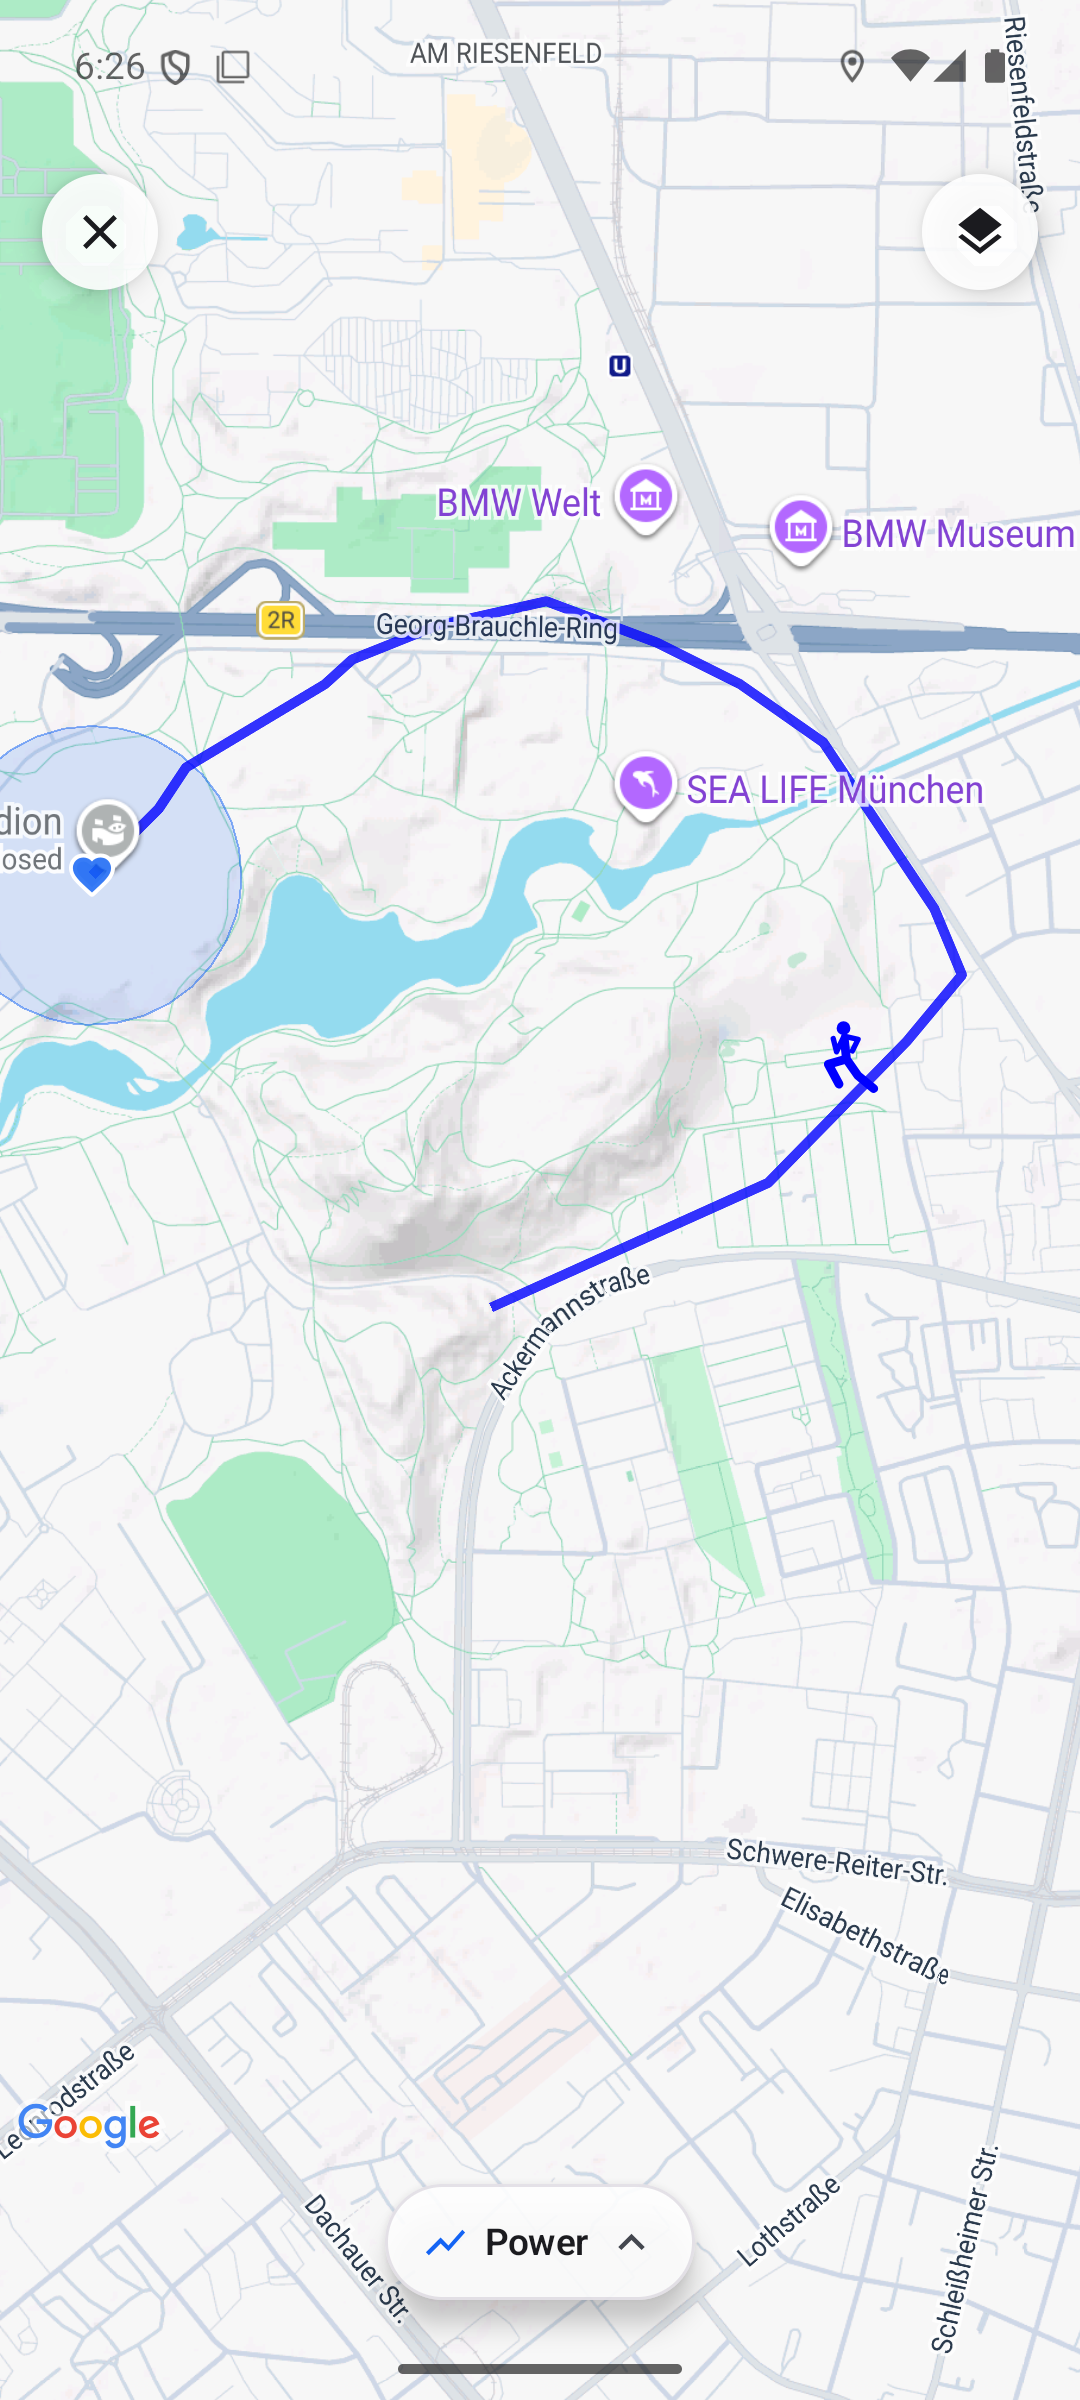 6:26
AM RIESENFELD
Riesenfeldstraße
U
BMW Welt
BMW Museum
2R
Georg-Brauchle-Ring
SEA LIFE München
dion
osed
Ackermannstraße
Schwere-Reiter-Str.
Elisabethstraße
Google
Dachauer Str.
Lothstraße
Schleißheimer Str.
Power